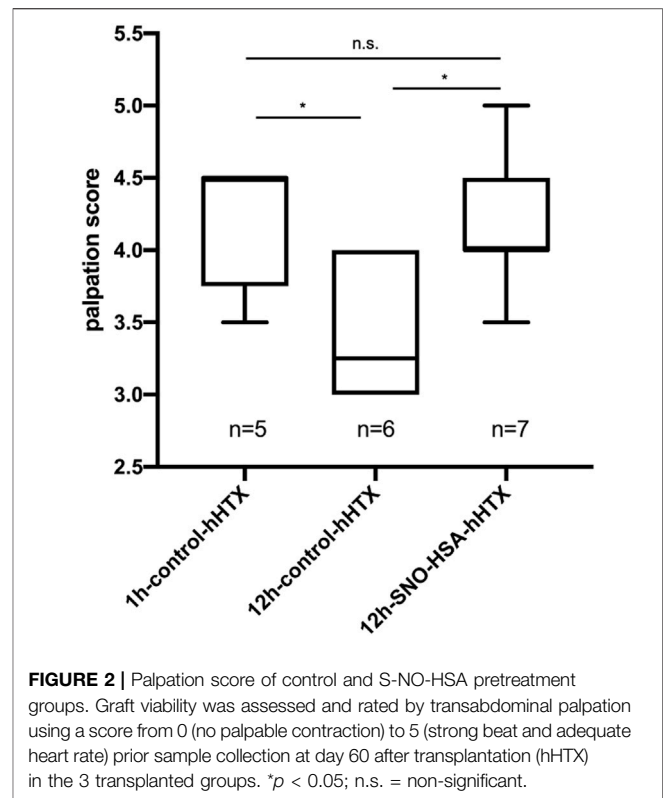 5.5
n.s.
5.0
*
*
4.5
palpation score
4.0
3.5
3.0
n=5 n=6 n=7
2.5
1h-control-hHTX
12h-control-hHTX
12h-SNO-HSA-hHTX
FIGURE 2 | Palpation score of control and S-NO-HSA pretreatment
groups. Graft viability was assessed and rated by transabdominal palpation
using a score from 0 (no palpable contraction) to 5 (strong beat and adequate
heart rate) prior sample collection at day 60 after transplantation (hHTX)
in the 3 transplanted groups. *p < 0.05; n.s. = non-significant.